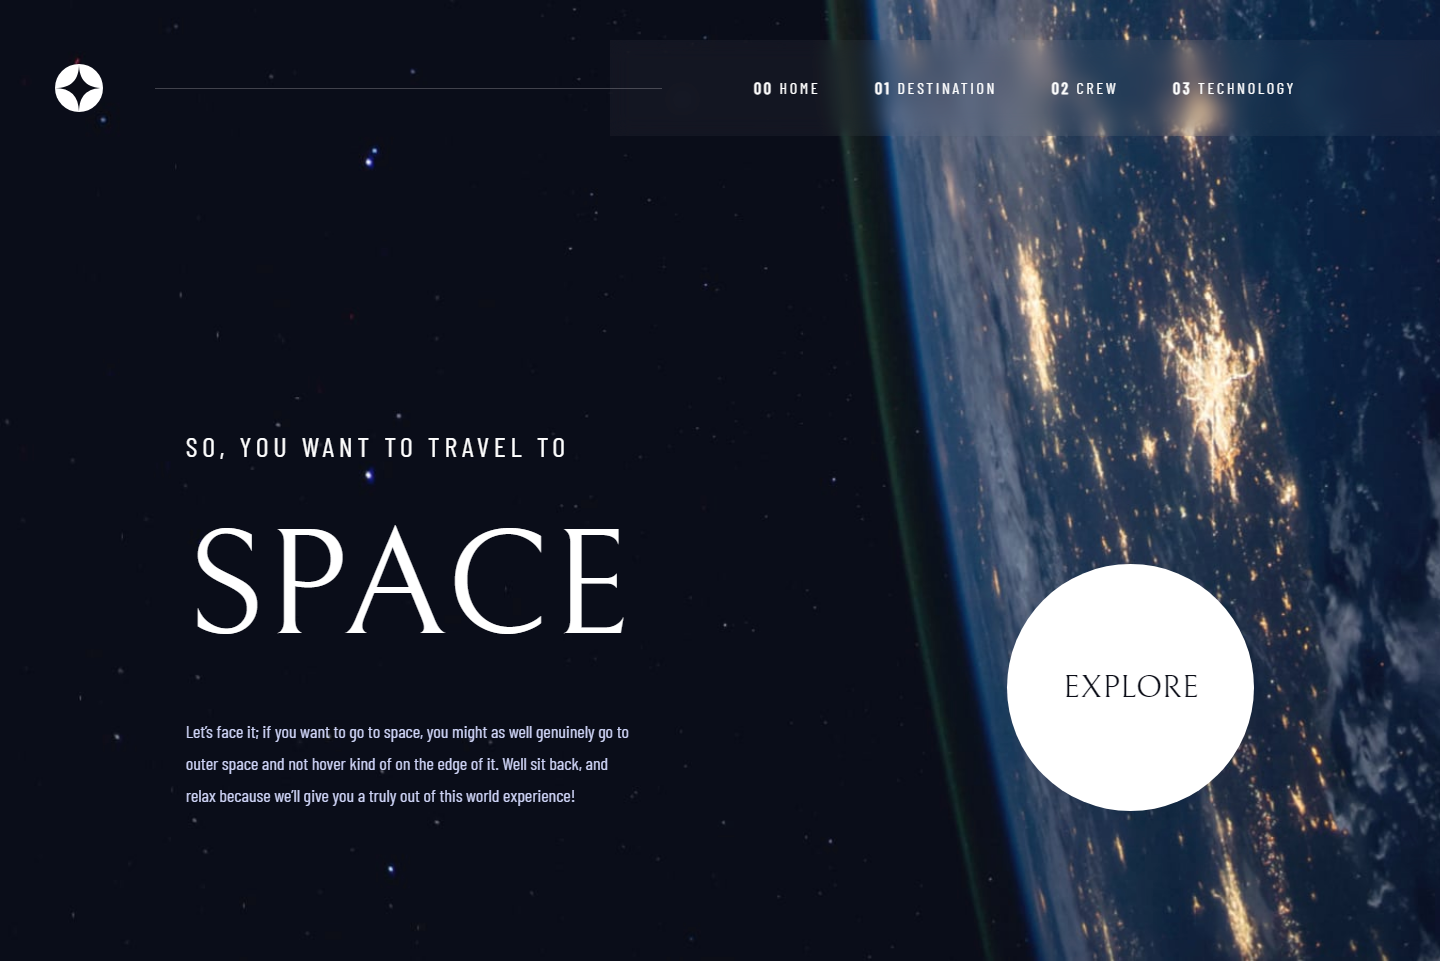 00 HOME 01 DESTINATION 02 CREW 03 TECHNOLOGY
SO, YOU WANT TO TRAVEL TO
SPACE
Let's face it; if you want to go to space, you might as well genuinely go to
outer space and not hover kind of on the edge of it. Well sit back, and
relax because we'll give you a truly out of this world experience!
EXPLORE